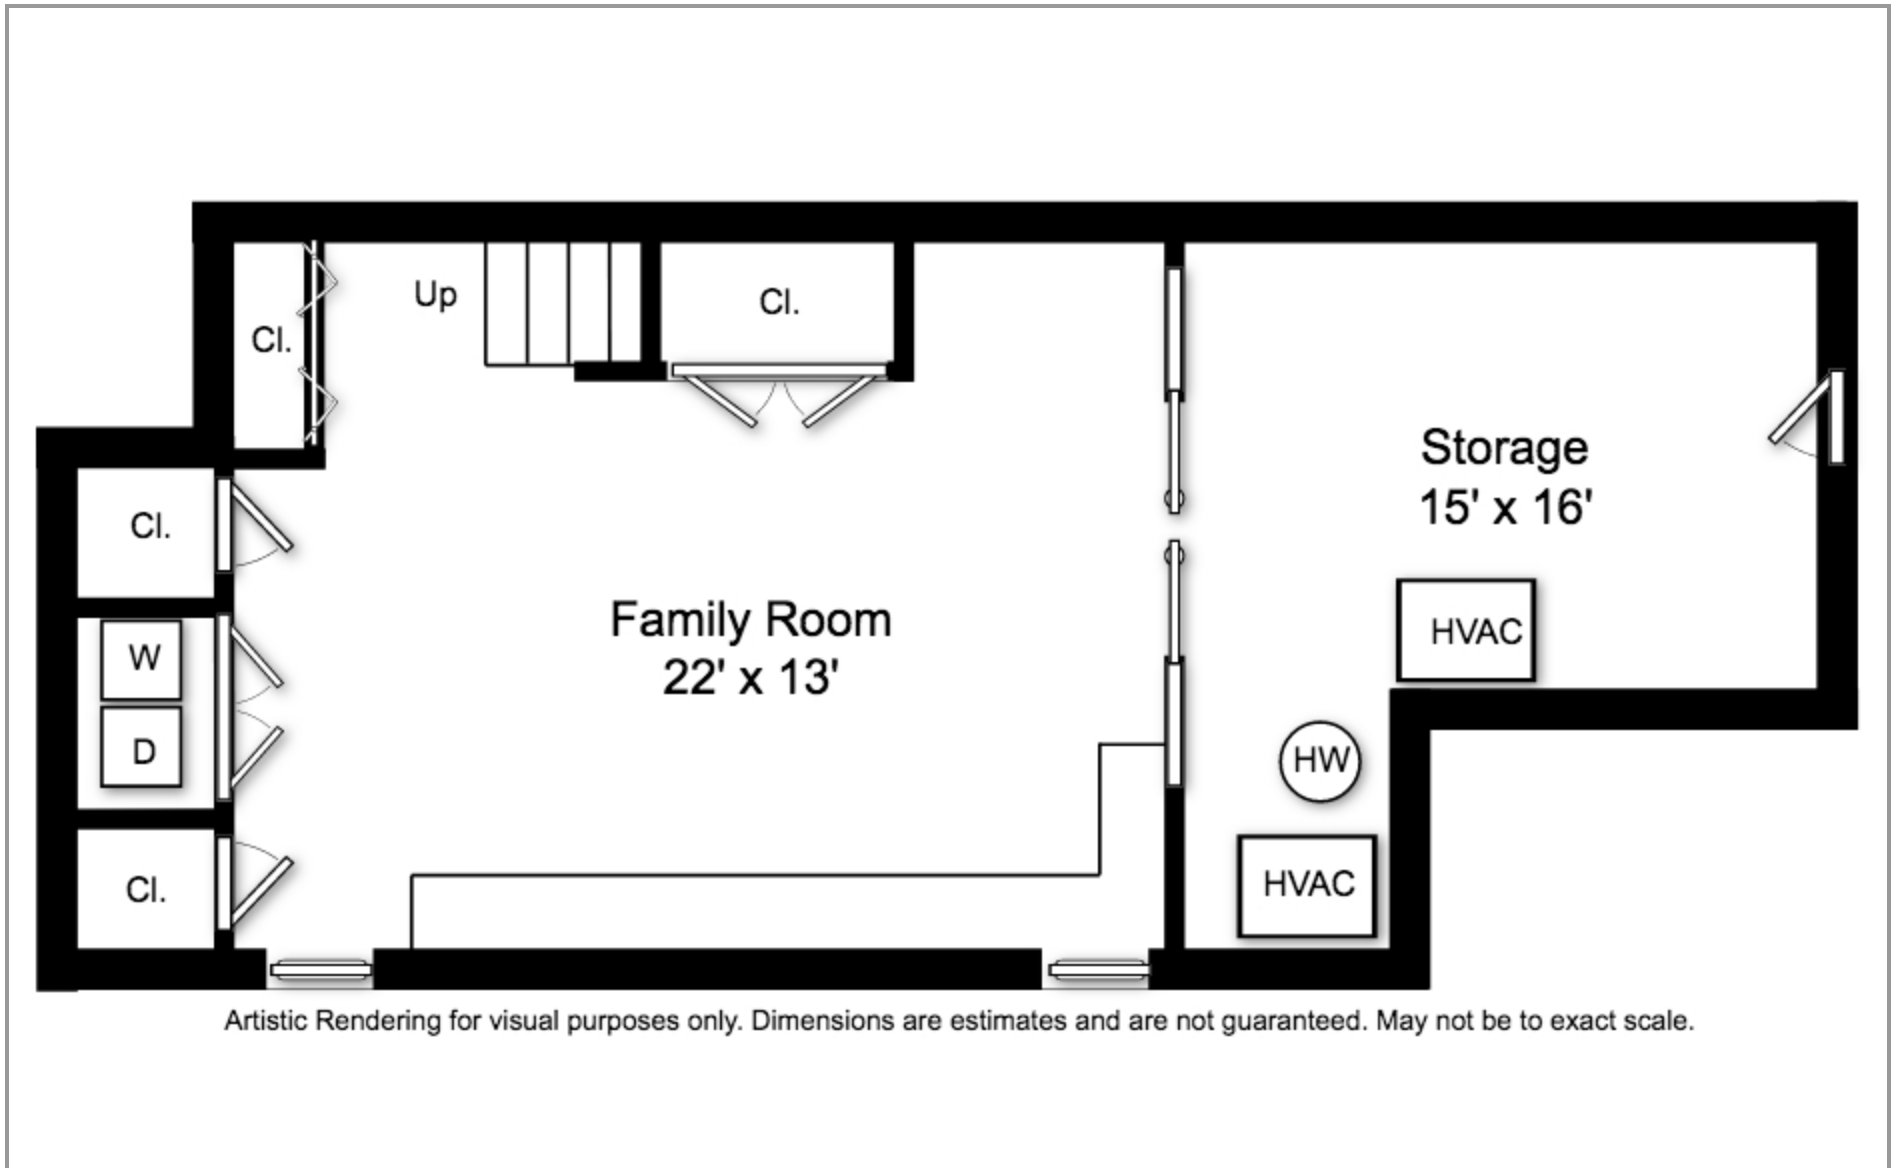 Up
Cl.
Cl.
Cl.
Storage
15' x 16'
Family Room
22' x 13'
HVAC
W
D
HW
HVAC
Cl.
Artistic Rendering for visual purposes only. Dimensions are estimates and are not guaranteed. May not be to exact scale.